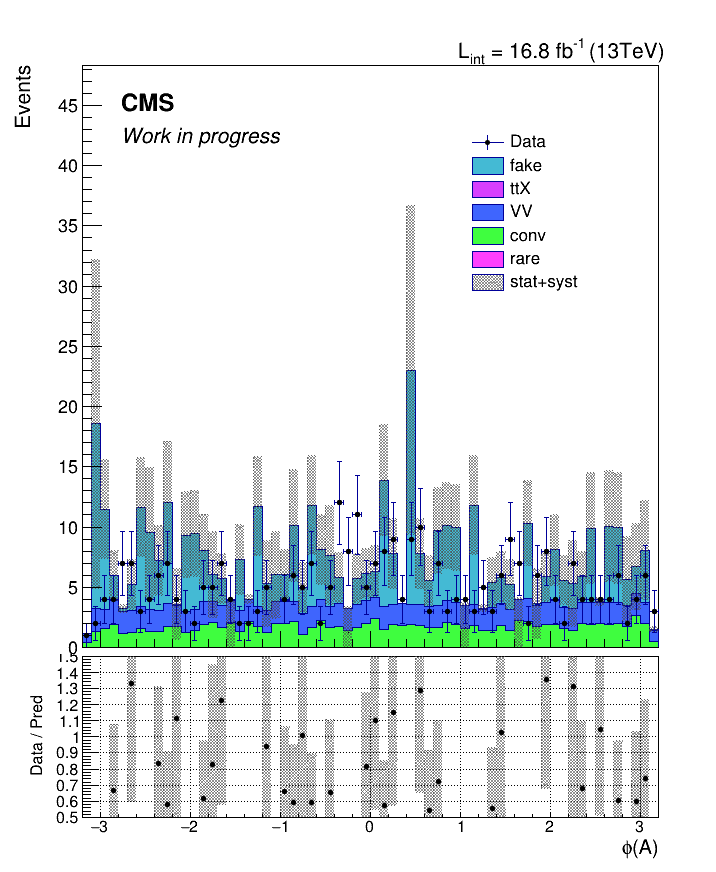 L_int = 16.8 fb^-1 (13TeV)
Events
CMS
Work in progress
Data
fake
ttX
VV
conv
rare
stat+syst
45
40
35
30
25
20
15
10
5
0
Data / Pred
1.5
1.4
1.3
1.2
1.1
1
0.9
0.8
0.7
0.6
0.5
−3 −2 −1 0 1 2 3
ϕ(A)